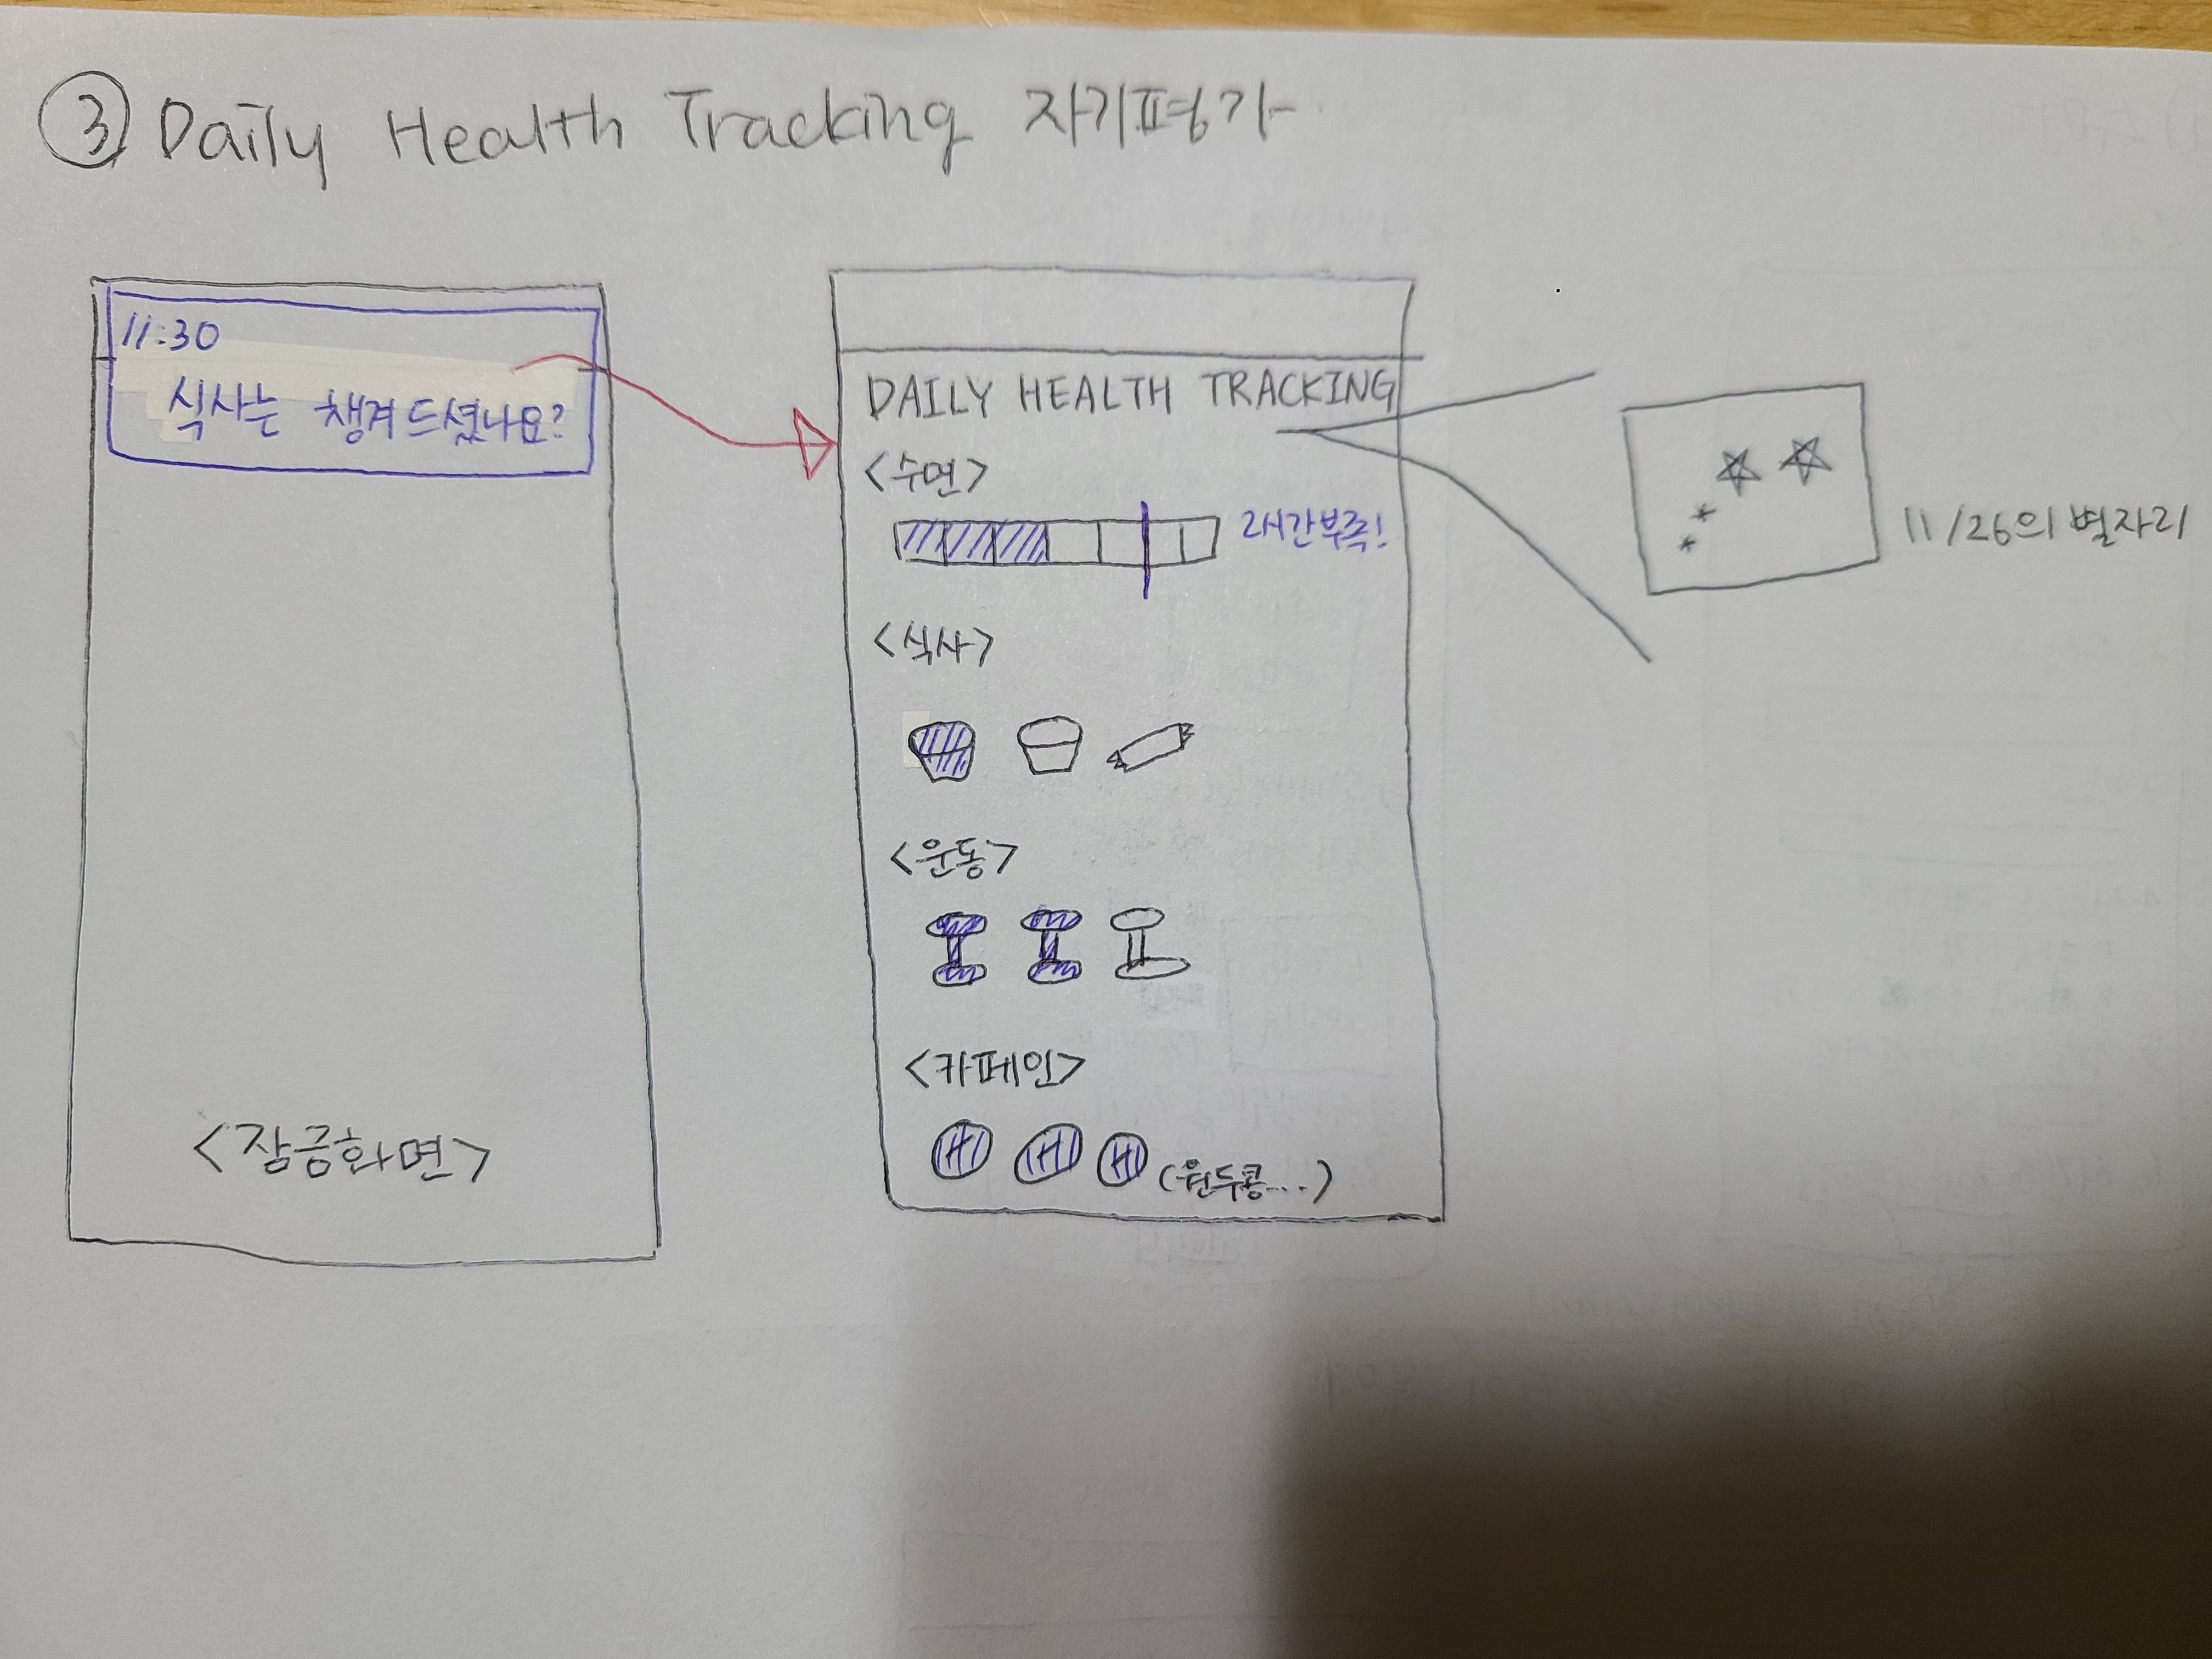 ③ Daily Health Tracking 자기평가
11:30
식사는 챙겨드셨나요?
<잠금화면>
DAILY HEALTH TRACKING
<수면>
2시간부족!
<식사>
<운동>
<카페인>
(원두콩...)
11/26의 별자리